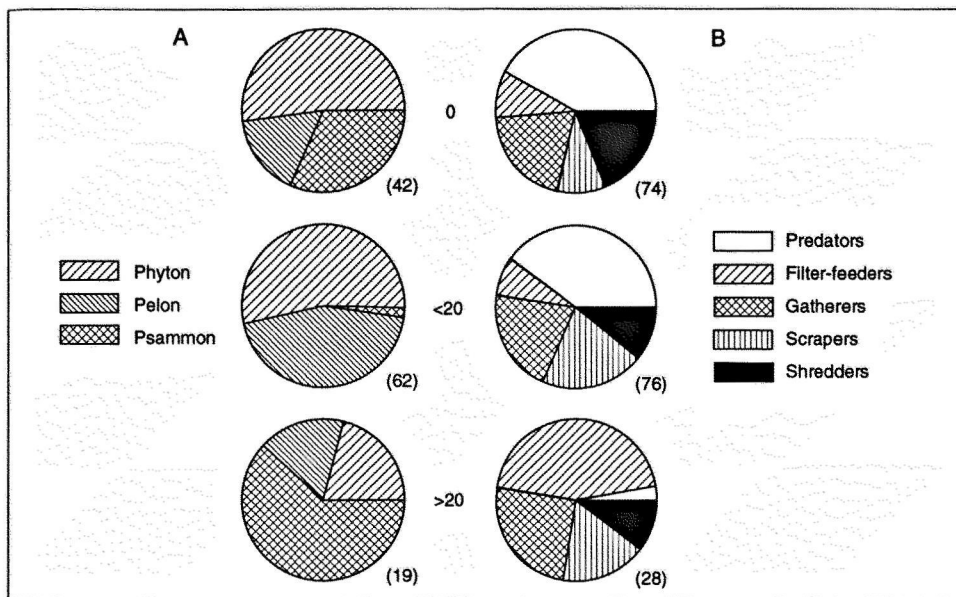 A
B
0
(42)
(74)
Phyton
Pelon
Psammon
<20
(62)
(76)
Predators
Filter-feeders
Gatherers
Scrapers
Shredders
>20
(19)
(28)